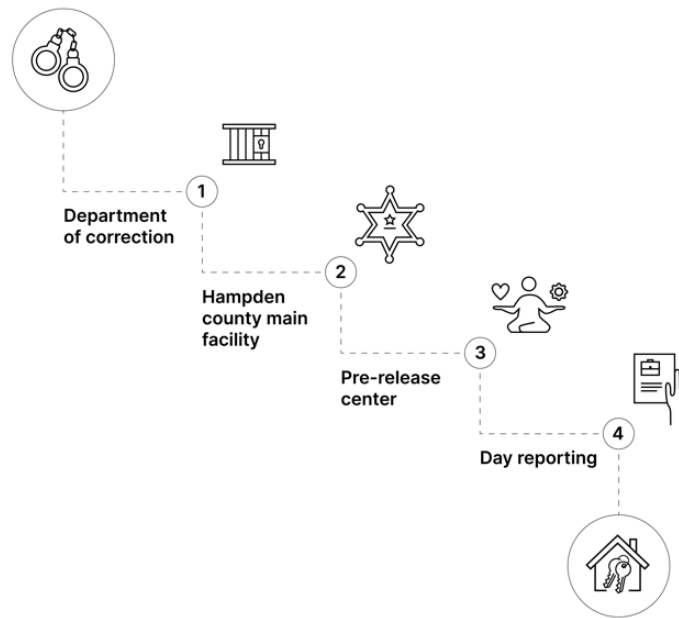 1
Department
of correction
2
Hampden
county main
facility
3
Pre-release
center
4
Day reporting